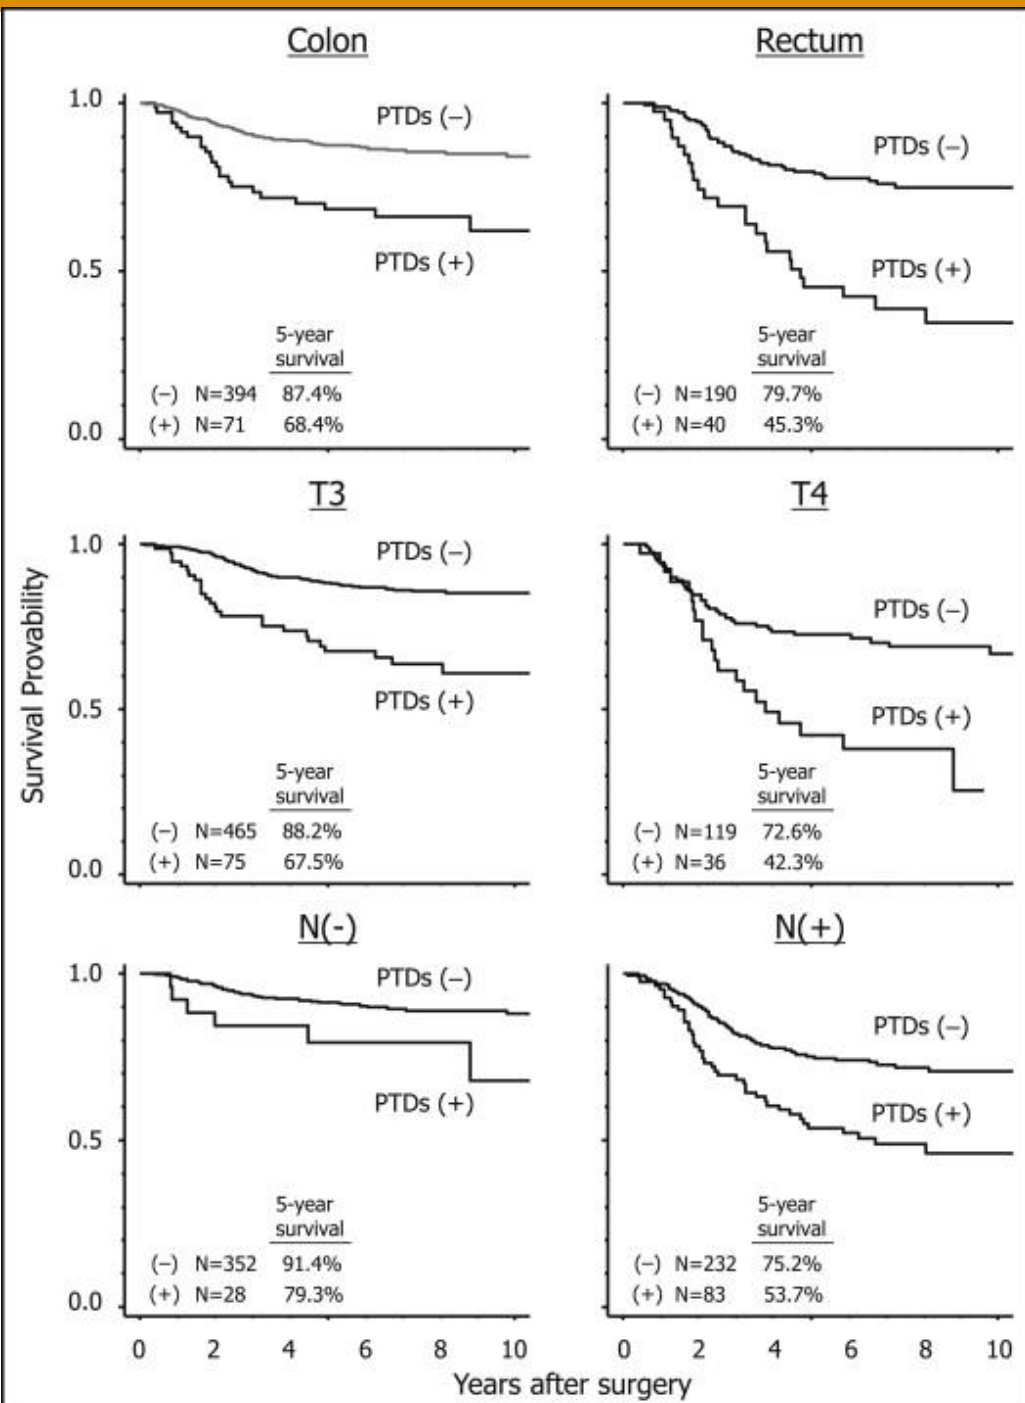 Colon
1.0
PTDs (–)
PTDs (+)
0.5
5-year
survival
(–) N=394 87.4%
(+) N=71 68.4%
0.0
Rectum
PTDs (–)
PTDs (+)
5-year
survival
(–) N=190 79.7%
(+) N=40 45.3%
Survival Provability
T3
1.0
PTDs (–)
PTDs (+)
0.5
5-year
survival
(–) N=465 88.2%
(+) N=75 67.5%
0.0
T4
PTDs (–)
PTDs (+)
5-year
survival
(–) N=119 72.6%
(+) N=36 42.3%
N(-)
1.0
PTDs (–)
PTDs (+)
0.5
5-year
survival
(–) N=352 91.4%
(+) N=28 79.3%
0.0
0 2 4 6 8 10
N(+)
PTDs (–)
PTDs (+)
5-year
survival
(–) N=232 75.2%
(+) N=83 53.7%
0 2 4 6 8 10
Years after surgery